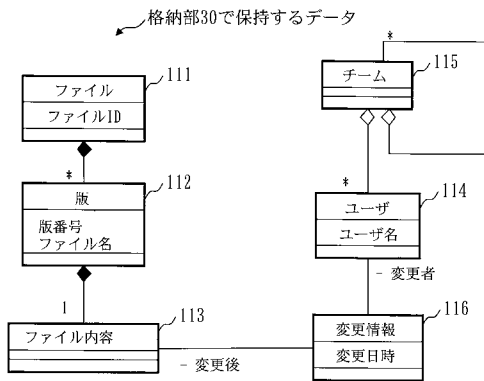 格納部30で保持するデータ
ファイル
ファイルID
111
*
版
版番号
ファイル名
112
1
ファイル内容
113
- 変更後
*
チーム
115
*
ユーザ
ユーザ名
114
- 変更者
変更情報
変更日時
116